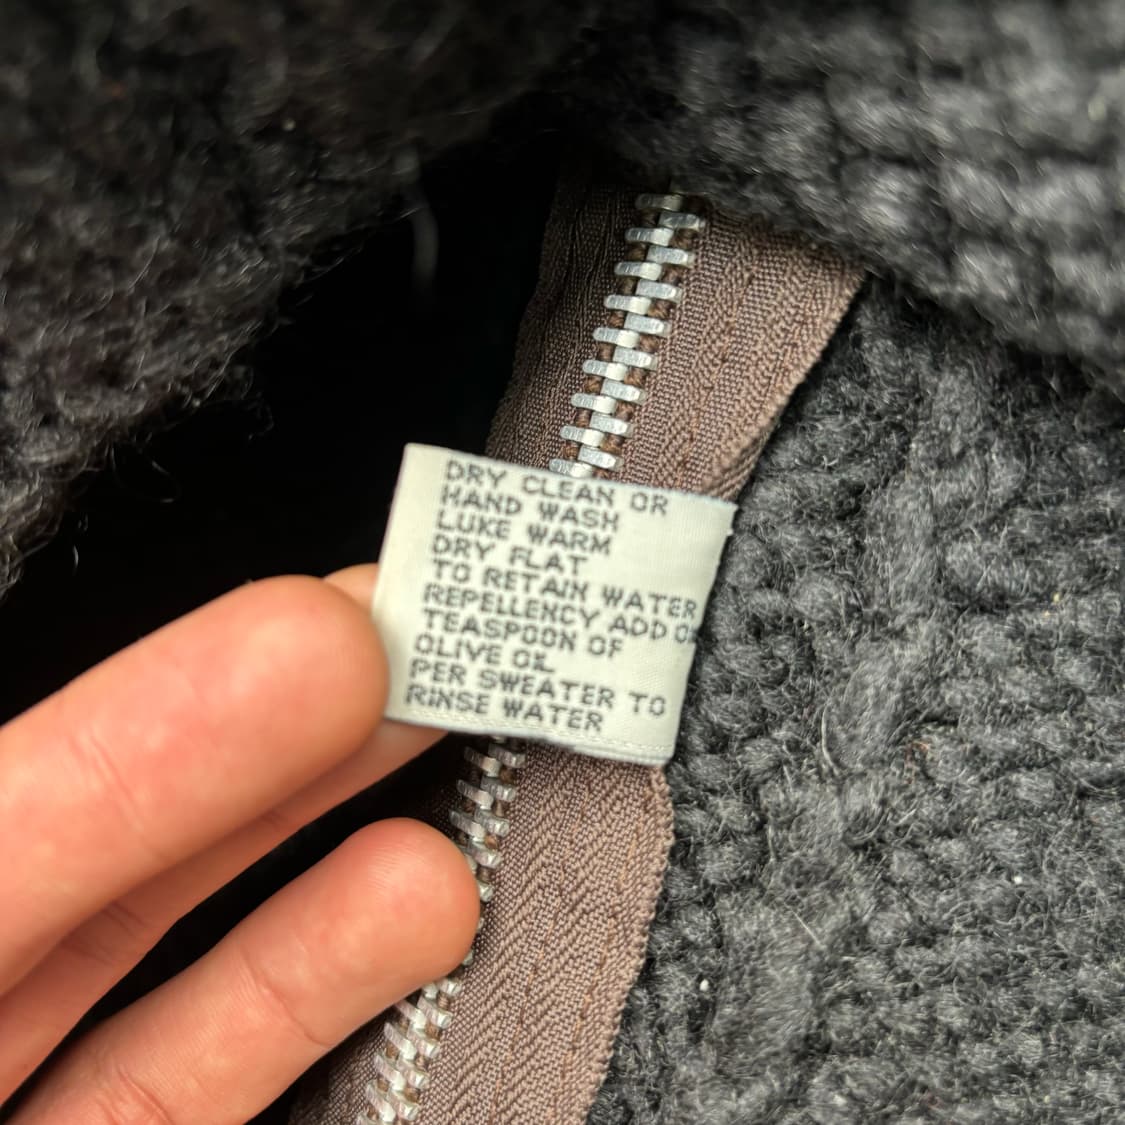 DRY CLEAN OR
HAND WASH
LUKE WARM
DRY FLAT
TO RETAIN WATER
REPELLENCY ADD
TEASPOON OF
OLIVE OIL
PER SWEATER TO
RINSE WATER